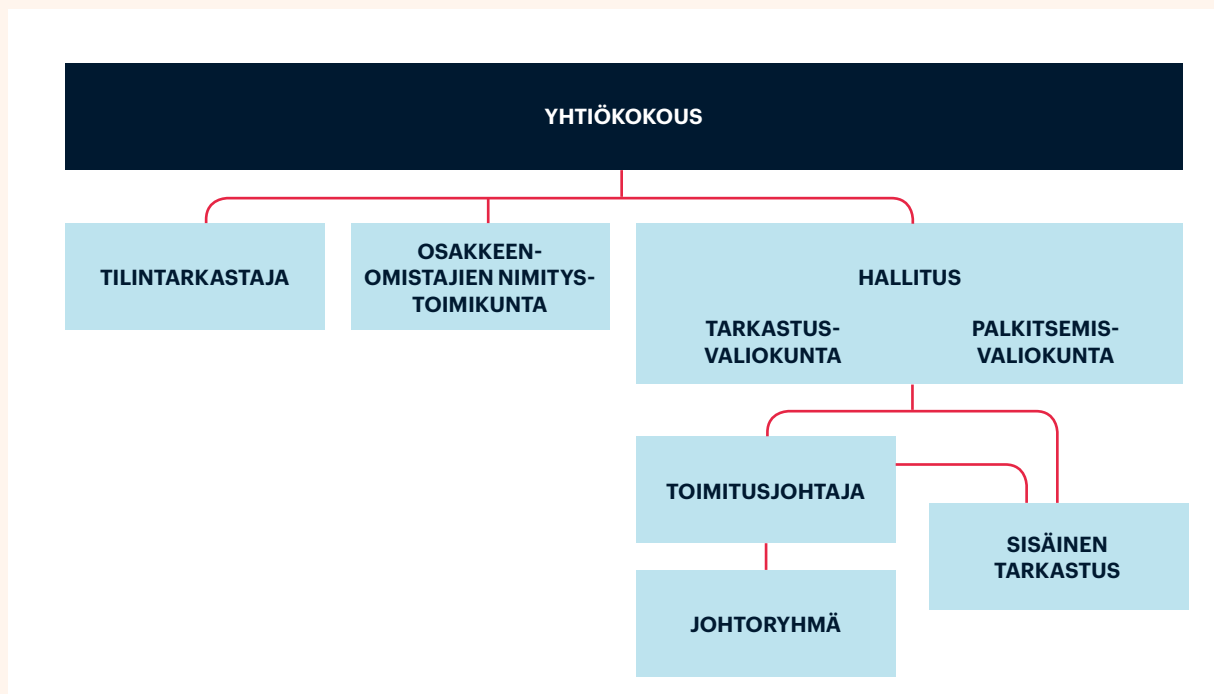 YHTIÖKOKOUS
TILINTARKASTAJA
OSAKKEEN-
OMISTAJIEN NIMITYS-
TOIMIKUNTA
HALLITUS
TARKASTUS-
VALIOKUNTA
PALKITSEMIS-
VALIOKUNTA
TOIMITUSJOHTAJA
SISÄINEN
TARKASTUS
JOHTORYHMÄ